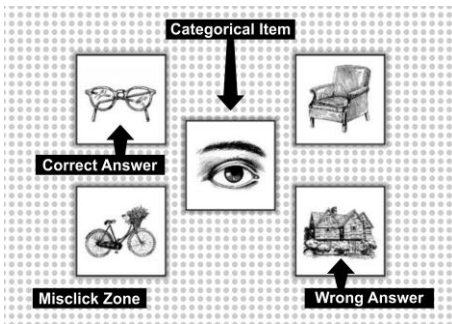 Categorical Item
Correct Answer
Misclick Zone
Wrong Answer